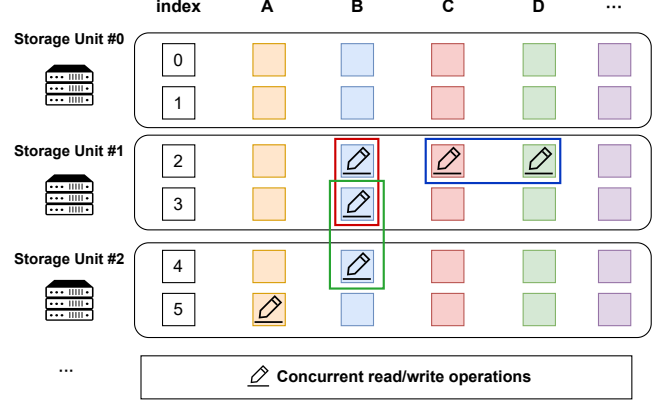 index A B C D ...
Storage Unit #0
0
1
Storage Unit #1
2
3
Storage Unit #2
4
5
...
Concurrent read/write operations